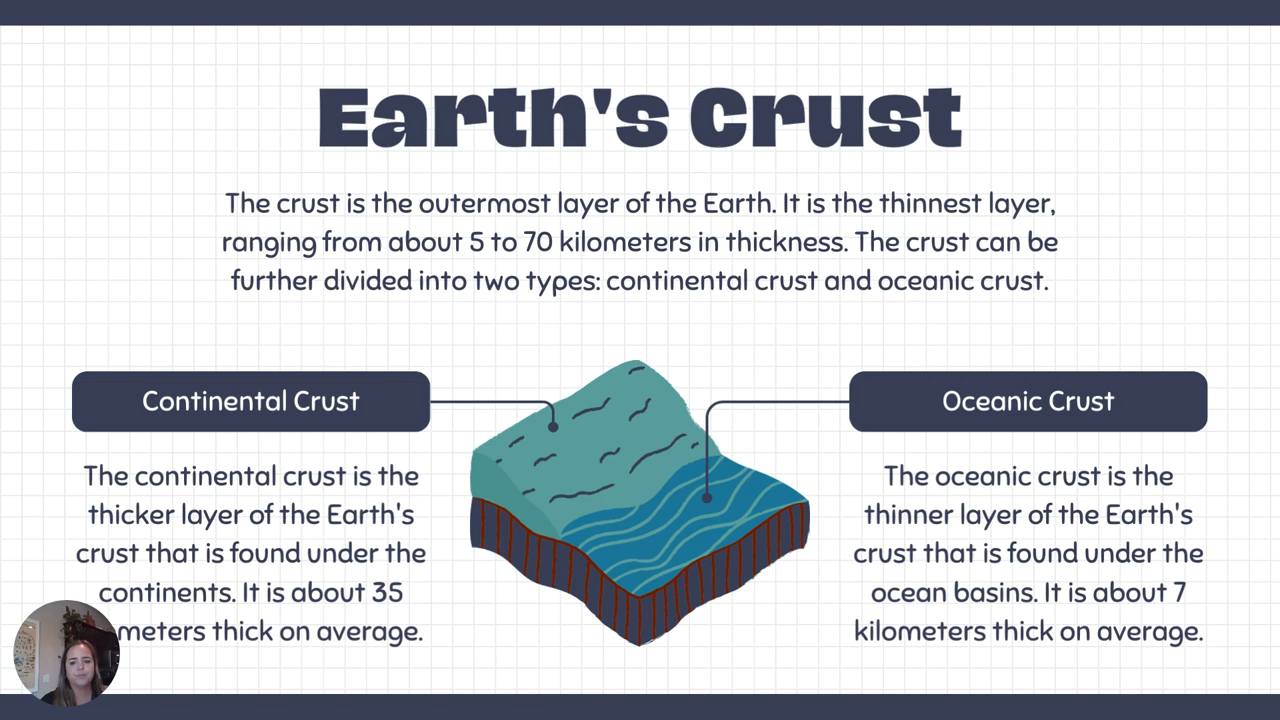 Earth's Crust
The crust is the outermost layer of the Earth. It is the thinnest layer,
ranging from about 5 to 70 kilometers in thickness. The crust can be
further divided into two types: continental crust and oceanic crust.
Continental Crust
The continental crust is the
thicker layer of the Earth's
crust that is found under the
continents. It is about 35
meters thick on average.
Oceanic Crust
The oceanic crust is the
thinner layer of the Earth's
crust that is found under the
ocean basins. It is about 7
kilometers thick on average.